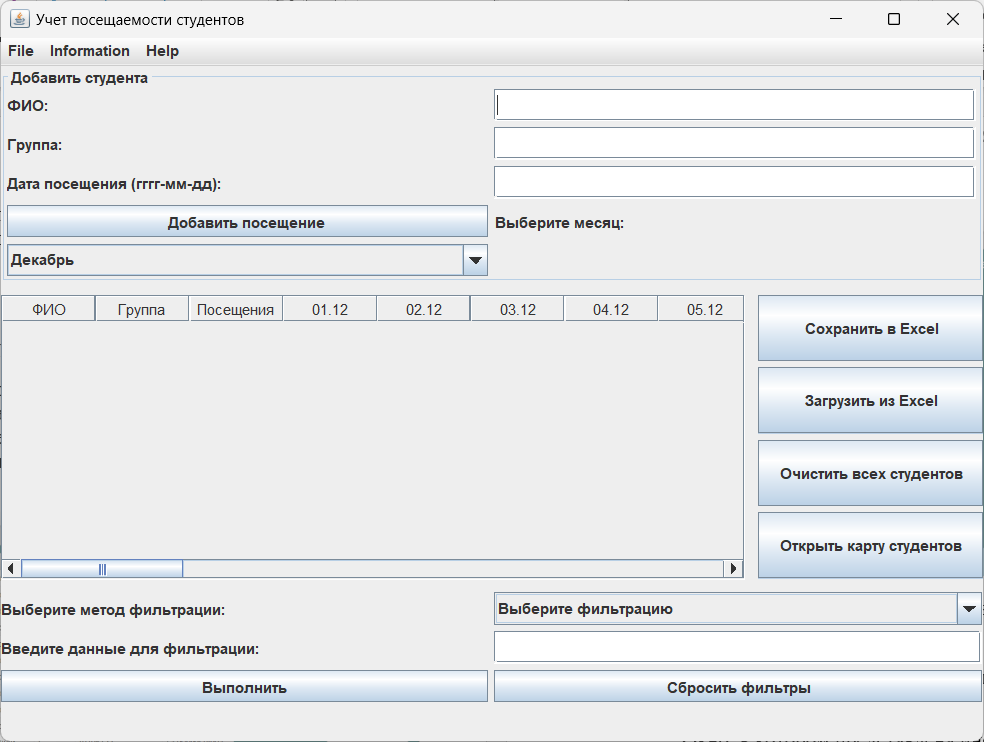 Учет посещаемости студентов
File Information Help
Добавить студента
ФИО:
Группа:
Дата посещения (гггг-мм-дд):
Добавить посещение Выберите месяц:
Декабрь
ФИО Группа Посещения 01.12 02.12 03.12 04.12 05.12
Сохранить в Excel
Загрузить из Excel
Очистить всех студентов
Открыть карту студентов
Выберите метод фильтрации: Выберите фильтрацию
Введите данные для фильтрации:
Выполнить Сбросить фильтры